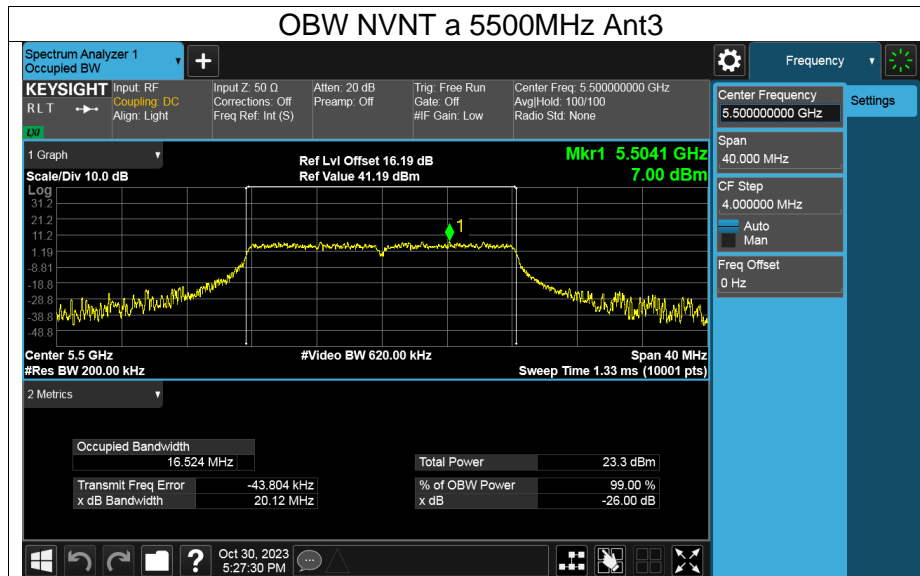 OBW NVNT a 5500MHz Ant3
Spectrum Analyzer 1
Occupied BW
+
Frequency
KEYSIGHT
RLT
LXI
Input: RF
Coupling: DC
Align: Light
Input Z: 50 Ω
Corrections: Off
Freq Ref: Int (S)
Atten: 20 dB
Preamp: Off
Trig: Free Run
Gate: Off
#IF Gain: Low
Center Freq: 5.500000000 GHz
Avg|Hold: 100/100
Radio Std: None
Center Frequency
5.500000000 GHz
Settings
Span
40.000 MHz
CF Step
4.000000 MHz
Auto
Man
Freq Offset
0 Hz
1 Graph
Scale/Div 10.0 dB
Ref Lvl Offset 16.19 dB
Ref Value 41.19 dBm
Mkr1 5.5041 GHz
7.00 dBm
Log
31.2
21.2
11.2
1.19
-8.81
-18.8
-28.8
-38.8
-48.8
1
Center 5.5 GHz
#Video BW 620.00 kHz
Span 40 MHz
#Res BW 200.00 kHz
Sweep Time 1.33 ms (10001 pts)
2 Metrics
Occupied Bandwidth
16.524 MHz
Total Power 23.3 dBm
Transmit Freq Error -43.804 kHz
% of OBW Power 99.00 %
x dB Bandwidth 20.12 MHz
x dB -26.00 dB
?
Oct 30, 2023
5:27:30 PM